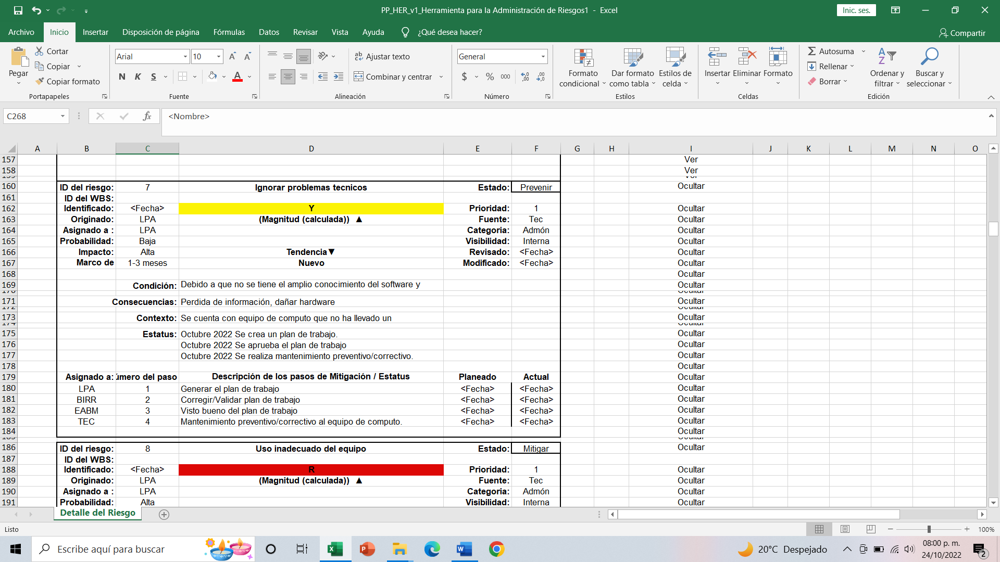 PP_HER_v1_Herramienta para la Administración de Riesgos1 - Excel
Inic. ses.
Archivo Inicio Insertar Disposición de página Fórmulas Datos Revisar Vista Ayuda ¿Qué desea hacer? Compartir
Pegar
Cortar
Copiar
Copiar formato
Portapapeles
Arial 10
N K S
Fuente
Ajustar texto
Combinar y centrar
Alineación
General
$ % 000
Número
Formato condicional
Dar formato como tabla
Estilos de celda
Estilos
Insertar Eliminar Formato
Celdas
Autosuma
Rellenar
Borrar
Ordenar y filtrar
Buscar y seleccionar
Edición
C268 fx <Nombre>
A B C D E F G H I J K L M N O
157 Ver
158 Ver
160 ID del riesgo: 7 Ignorar problemas tecnicos Estado: Prevenir Ocultar
161 ID del WBS:
162 Identificado: <Fecha> Y Prioridad: 1 Ocultar
163 Originado: LPA (Magnitud (calculada)) ▲ Fuente: Tec Ocultar
164 Asignado a : LPA Categoria: Admón Ocultar
165 Probabilidad: Baja Visibilidad: Interna Ocultar
166 Impacto: Alta Tendencia▼ Revisado: <Fecha> Ocultar
167 Marco de 1-3 meses Nuevo Modificado: <Fecha> Ocultar
168 Ocultar
169 Condición: Debido a que no se tiene el amplio conocimiento del software y Ocultar
171 Consecuencias: Perdida de información, dañar hardware Ocultar
173 Contexto: Se cuenta con equipo de computo que no ha llevado un Ocultar
175 Estatus: Octubre 2022 Se crea un plan de trabajo. Ocultar
176 Octubre 2022 Se aprueba el plan de trabajo Ocultar
177 Octubre 2022 Se realiza mantenimiento preventivo/correctivo. Ocultar
178 Ocultar
179 Asignado a: úmero del paso Descripción de los pasos de Mitigación / Estatus Planeado Actual Ocultar
180 LPA 1 Generar el plan de trabajo <Fecha> <Fecha> Ocultar
181 BIRR 2 Corregir/Validar plan de trabajo <Fecha> <Fecha> Ocultar
182 EABM 3 Visto bueno del plan de trabajo <Fecha> <Fecha> Ocultar
183 TEC 4 Mantenimiento preventivo/correctivo al equipo de computo. <Fecha> <Fecha> Ocultar
184 Ocultar
186 ID del riesgo: 8 Uso inadecuado del equipo Estado: Mitigar Ocultar
187 ID del WBS:
188 Identificado: <Fecha> R Prioridad: 1 Ocultar
189 Originado: LPA (Magnitud (calculada)) ▲ Fuente: Tec Ocultar
190 Asignado a : LPA Categoria: Admón Ocultar
191 Probabilidad: Alta Visibilidad: Interna Ocultar
Detalle del Riesgo
Listo 100%
Escribe aquí para buscar
20°C Despejado
08:00 p. m.
24/10/2022
2